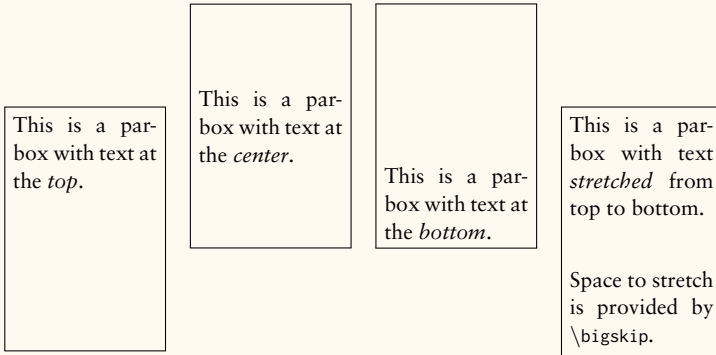 This is a par-
box with text at
the top.
This is a par-
box with text at
the center.
This is a par-
box with text at
the bottom.
This is a par-
box with text
stretched from
top to bottom.
Space to stretch
is provided by
\bigskip.